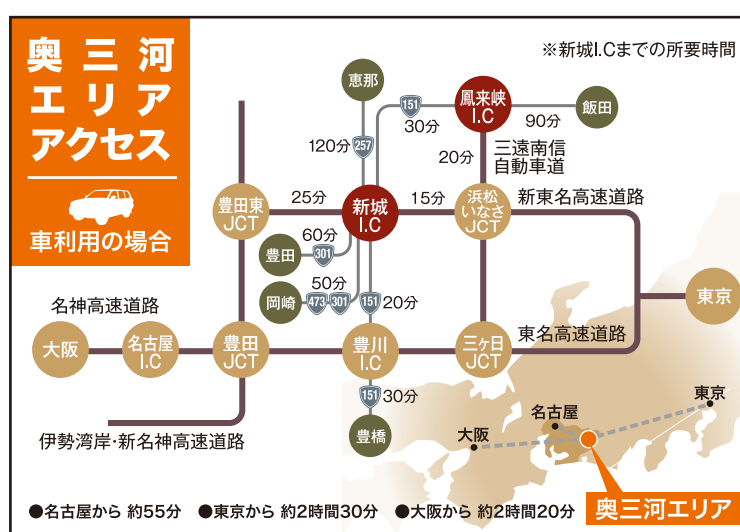 奥三河
エリア
アクセス
車利用の場合
※新城I.Cまでの所要時間
恵那
151
鳳来峡
I.C
飯田
30分
90分
120分
257
20分
三遠南信
自動車道
豊田東
JCT
25分
新城
I.C
15分
浜松
いなさ
JCT
新東名高速道路
60分
豊田
301
50分
岡崎
473
301
151
20分
東京
名神高速道路
大阪
名古屋
I.C
豊田
JCT
豊川
I.C
三ヶ日
JCT
東名高速道路
151
30分
豊橋
伊勢湾岸・新名神高速道路
東京
名古屋
大阪
奥三河エリア
●名古屋から 約55分 ●東京から 約2時間30分 ●大阪から 約2時間20分